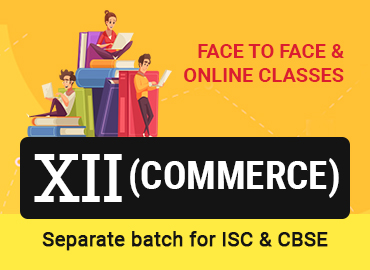 FACE TO FACE &
ONLINE CLASSES
XII (COMMERCE)
Separate batch for ISC & CBSE